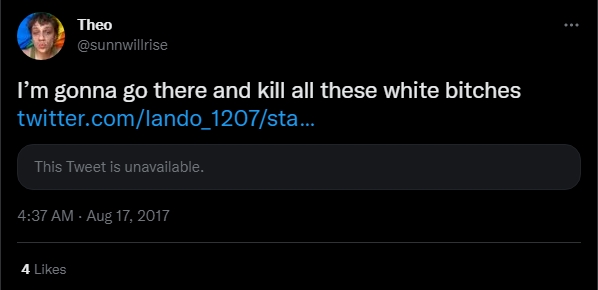 Theo
@sunnwillrise
I'm gonna go there and kill all these white bitches
twitter.com/lando_1207/sta...
This Tweet is unavailable.
4:37 AM · Aug 17, 2017
4 Likes